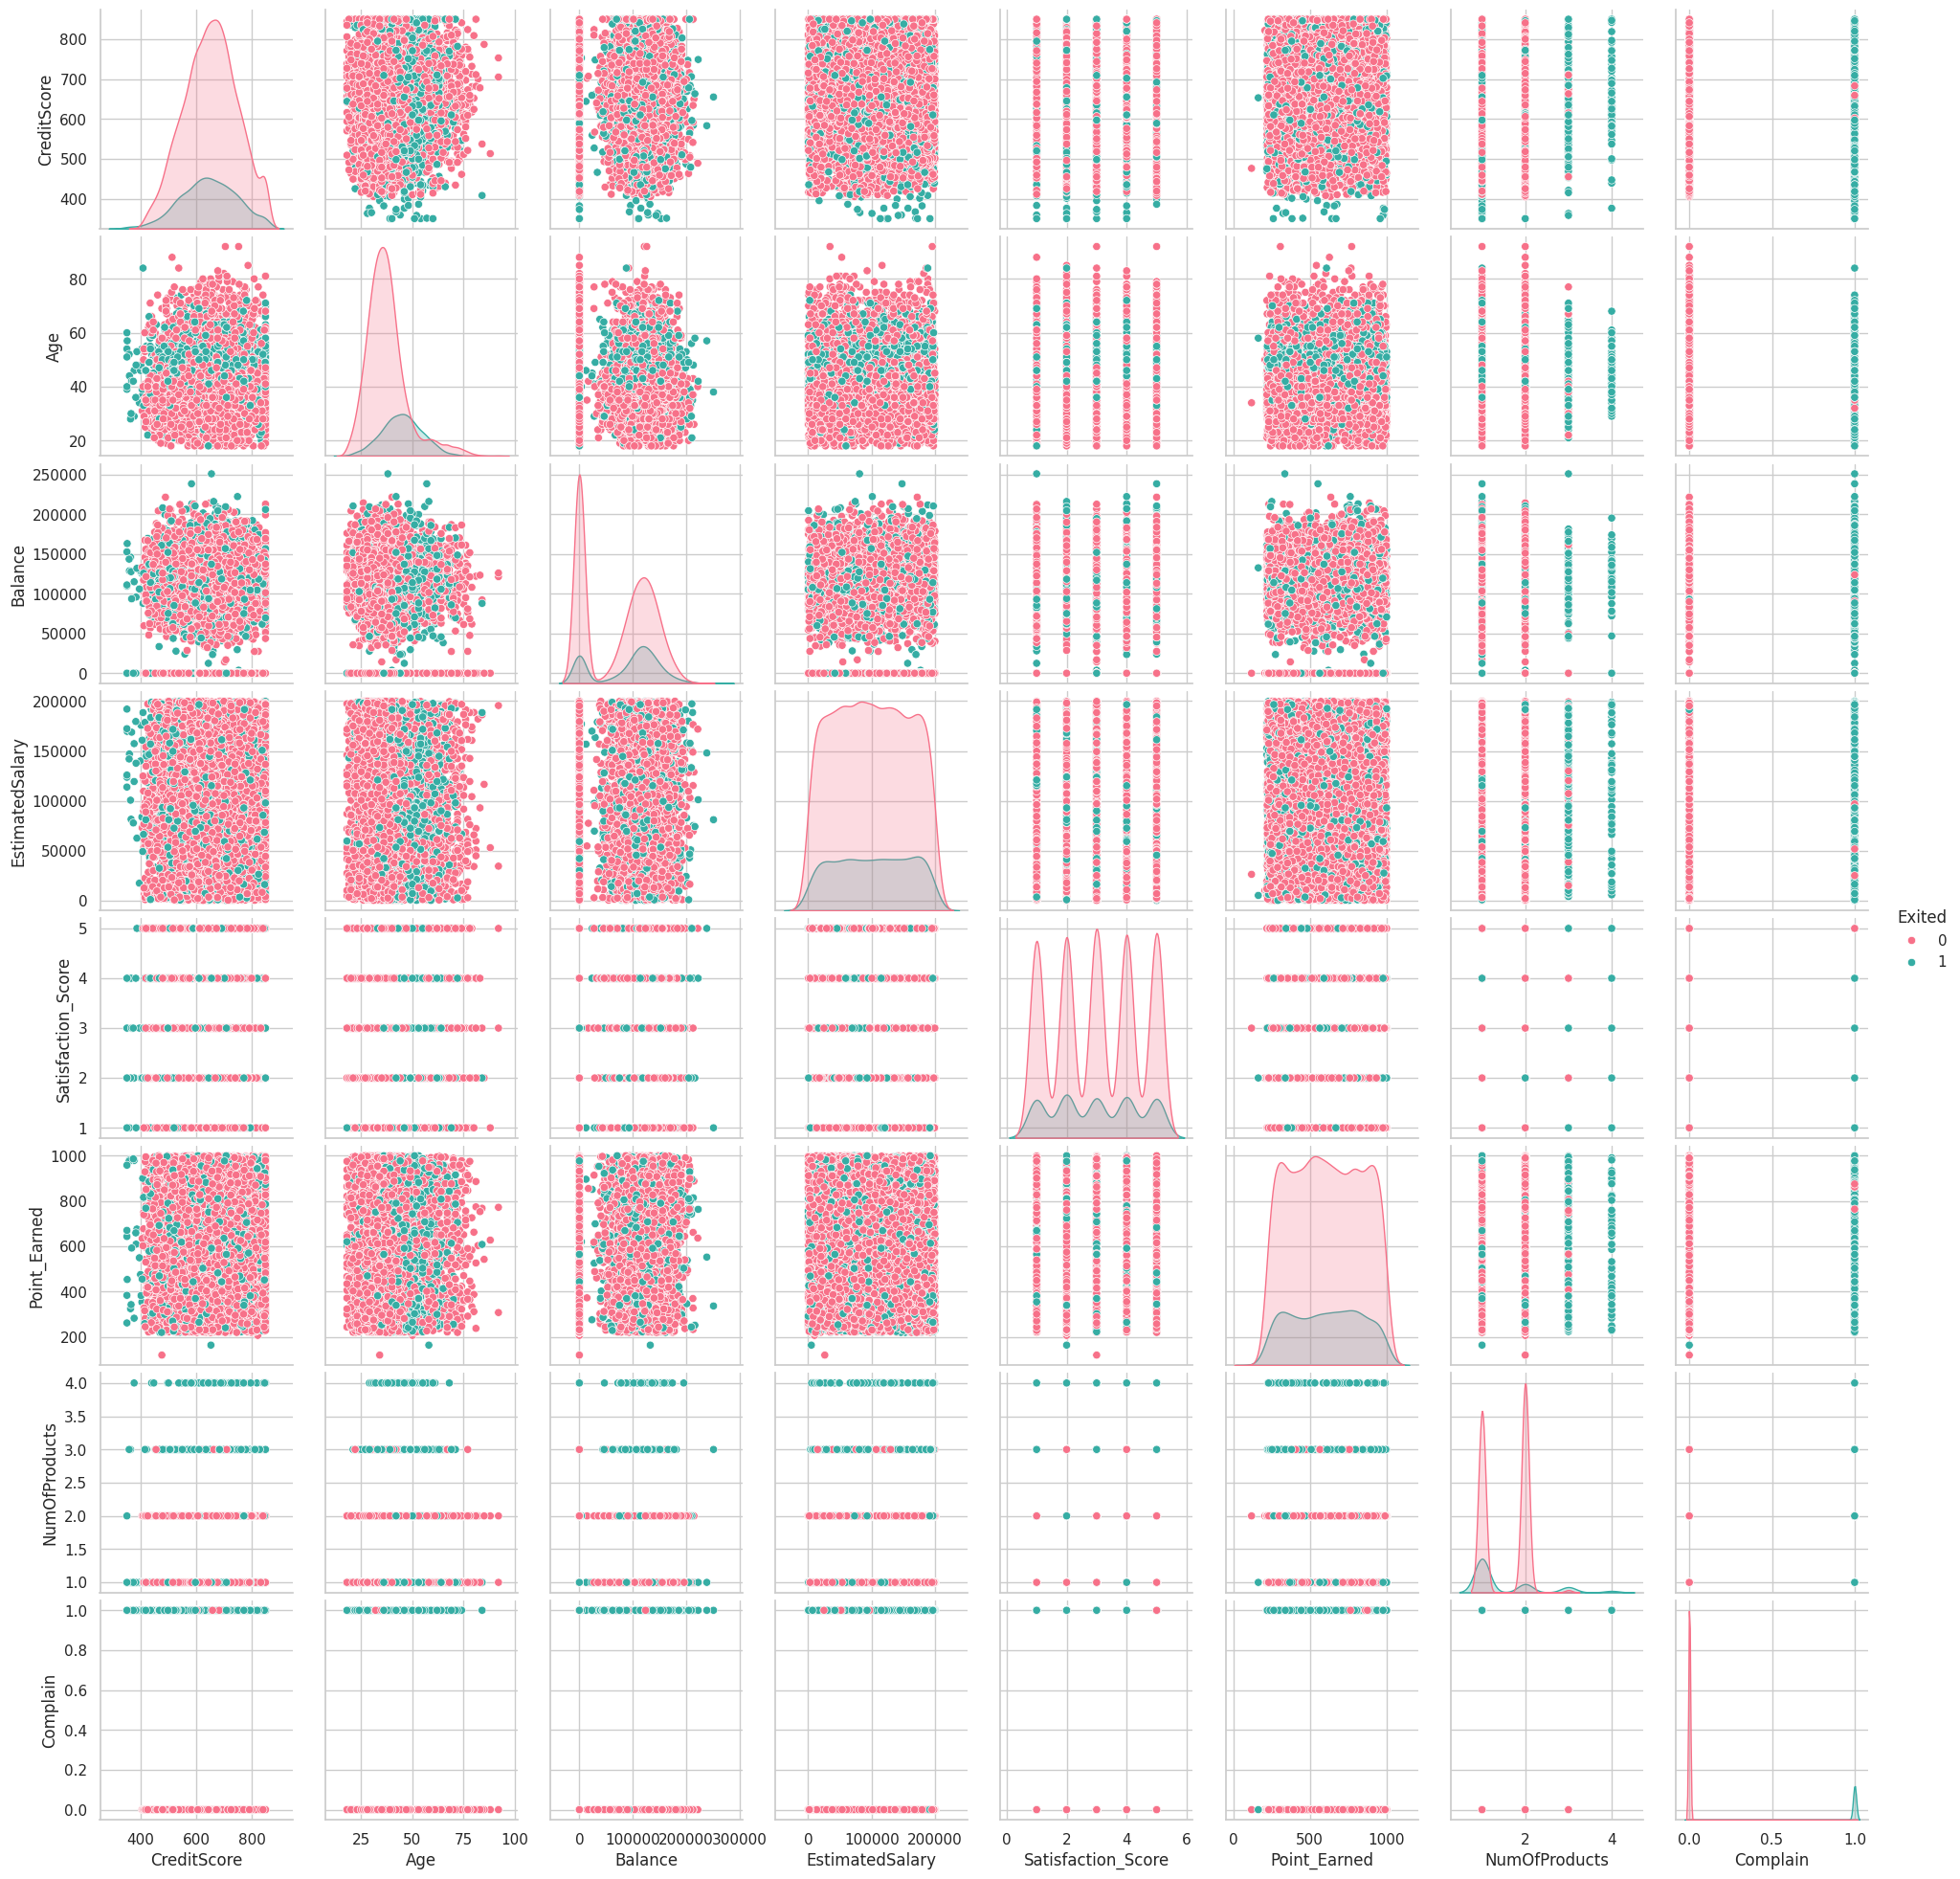 CreditScore
800
700
600
500
400
Age
80
60
40
20
Balance
250000
200000
150000
100000
50000
0
EstimatedSalary
200000
150000
100000
50000
0
Satisfaction_Score
5
4
3
2
1
Point_Earned
1000
800
600
400
200
NumOfProducts
4.0
3.5
3.0
2.5
2.0
1.5
1.0
Complain
1.0
0.8
0.6
0.4
0.2
0.0
400 600 800
25 50 75 100
0 100000 200000 300000
0 100000 200000
0 2 4 6
0 500 1000
2 4
0.0 0.5 1.0
CreditScore Age Balance EstimatedSalary Satisfaction_Score Point_Earned NumOfProducts Complain
Exited
0
1